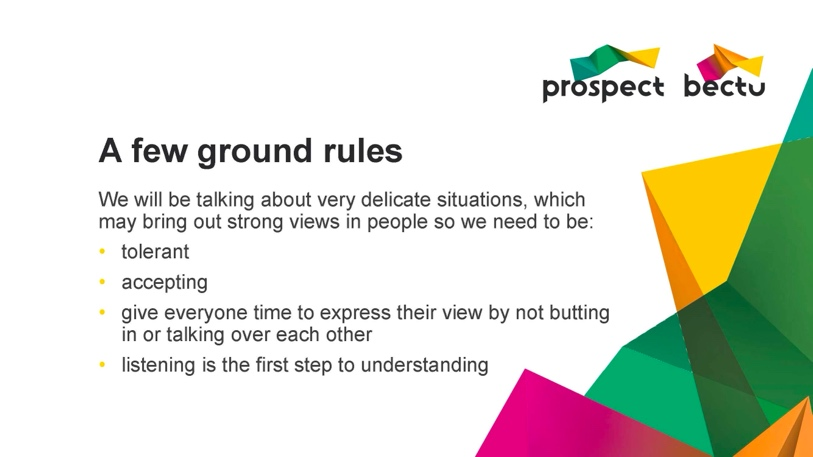 prospect bectu
A few ground rules
We will be talking about very delicate situations, which
may bring out strong views in people so we need to be:
• tolerant
• accepting
• give everyone time to express their view by not butting
in or talking over each other
• listening is the first step to understanding